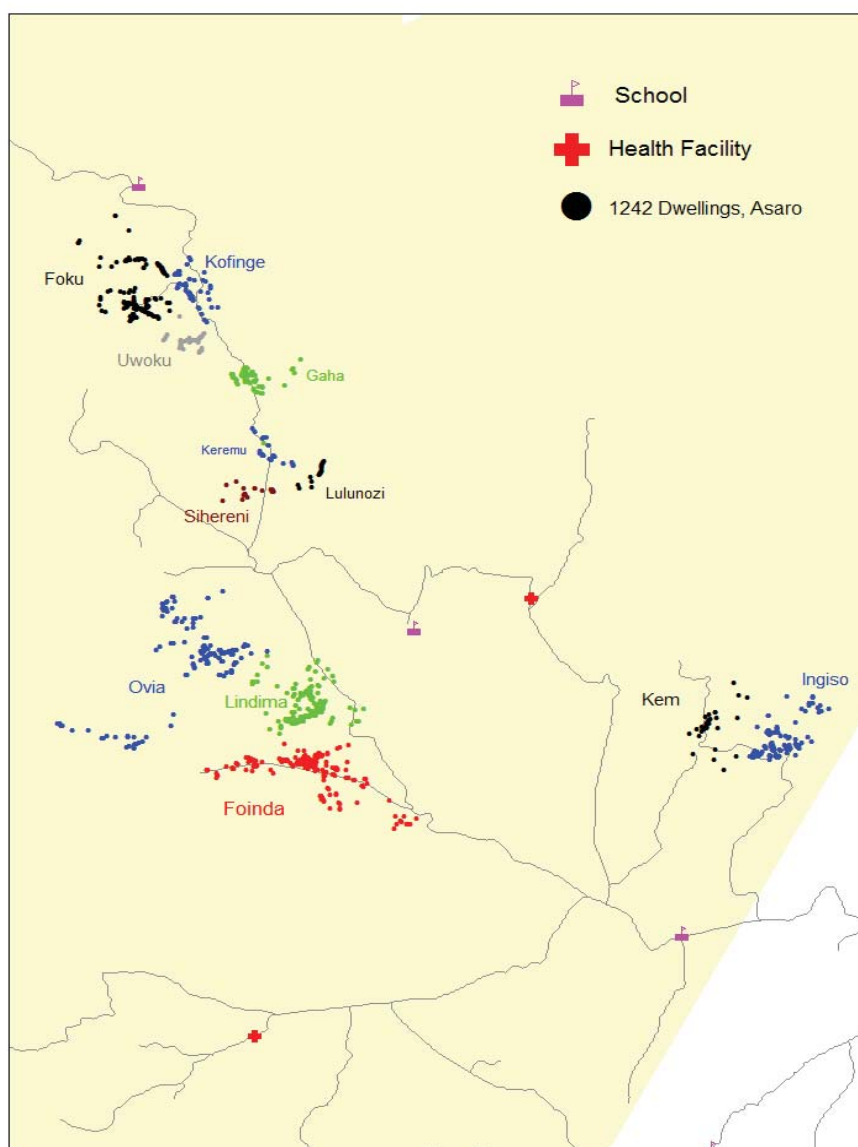 School
Health Facility
1242 Dwellings, Asaro
Kofinge
Foku
Uwoku
Gaha
Keremu
Lulunozi
Sihereni
Ovia
Lindima
Kem
Ingiso
Foinda